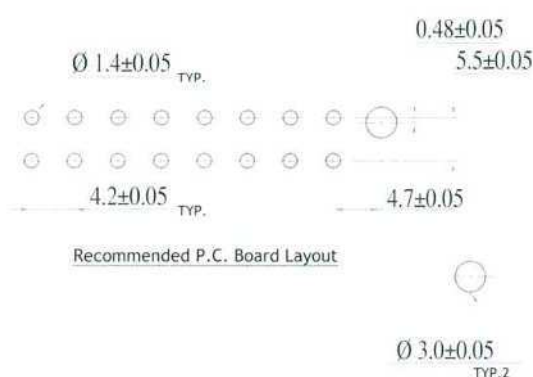 0.48±0.05
5.5±0.05
Ø 1.4±0.05 TYP.
4.2±0.05 TYP.
4.7±0.05
Recommended P.C. Board Layout
Ø 3.0±0.05
TYP.2